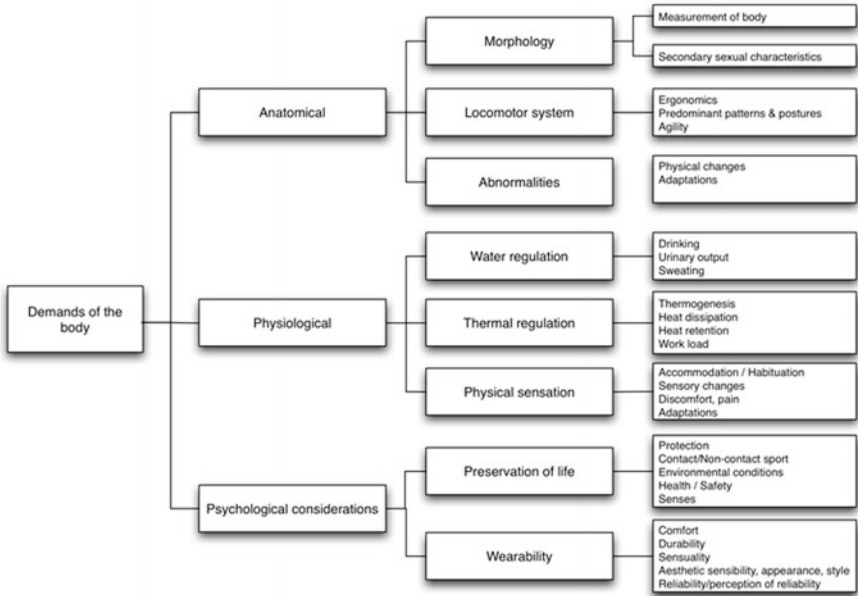 Demands of the
body
Anatomical
Morphology
Measurement of body
Secondary sexual characteristics
Locomotor system
Ergonomics
Predominant patterns & postures
Agility
Abnormalities
Physical changes
Adaptations
Physiological
Water regulation
Drinking
Urinary output
Sweating
Thermal regulation
Thermogenesis
Heat dissipation
Heat retention
Work load
Physical sensation
Accommodation / Habituation
Sensory changes
Discomfort, pain
Adaptations
Psychological considerations
Preservation of life
Protection
Contact/Non-contact sport
Environmental conditions
Health / Safety
Senses
Wearability
Comfort
Durability
Sensuality
Aesthetic sensibility, appearance, style
Reliability/perception of reliability